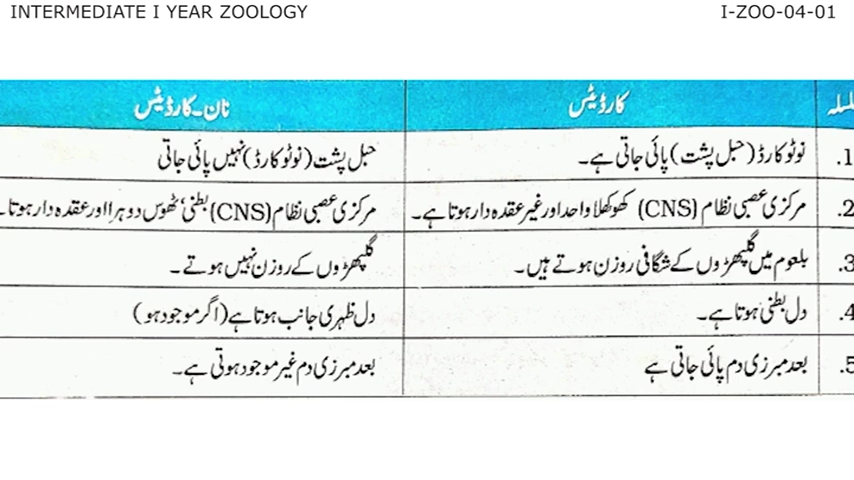 INTERMEDIATE I YEAR ZOOLOGY I-ZOO-04-01
کارڈیٹس نان۔کارڈیٹس
1. نوٹوکارڈ (حبل پشت) پائی جاتی ہے۔ حبل پشت (نوٹوکارڈ) نہیں پائی جاتی
2. مرکزی عصبی نظام (CNS) کھوکھلا واحد اور غیر عقدہ دار ہوتا ہے۔ مرکزی عصبی نظام (CNS) بطنی، ٹھوس دوہرا اور عقدہ دار ہوتا
3. بلعوم میں گلپھڑوں کے شگافی روزن ہوتے ہیں۔ گلپھڑوں کے روزن نہیں ہوتے۔
4. دل بطنی ہوتا ہے۔ دل ظہری جانب ہوتا ہے (اگر موجود ہو)
5. بعد مبرزی دم پائی جاتی ہے بعد مبرزی دم غیر موجود ہوتی ہے۔